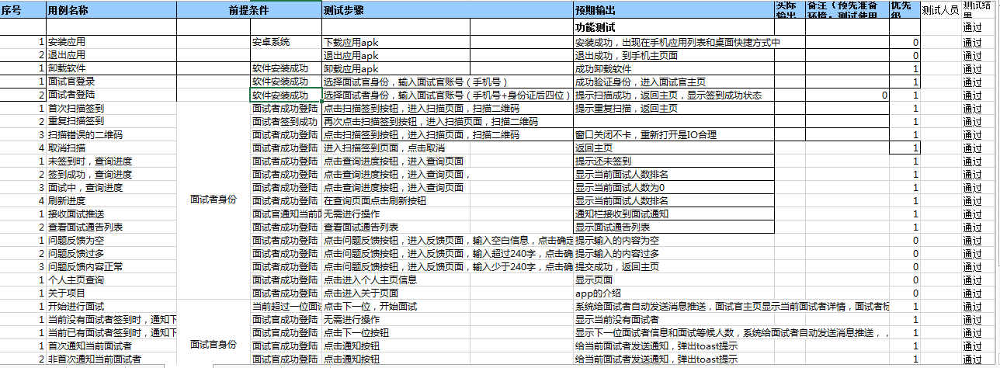 序号 用例名称 前提条件 测试步骤 预期输出 实际输出 备注（预先准备环境，测试使用 优先级 测试人员 测试结果
功能测试 通过
1 安装应用 安卓系统 下载应用apk 安装成功，出现在手机应用列表和桌面快捷方式中 0 通过
2 退出应用 退出应用apk 退出成功，到手机主页面 0 通过
1 卸载软件 软件安装成功 卸载应用apk 成功卸载软件 1 通过
1 面试官登录 软件安装成功 选择面试官身份，输入面试官账号（手机号） 成功验证身份，进入面试官主页 1 通过
2 面试者登陆 软件安装成功 选择面试者身份，输入面试官账号（手机号+身份证后四位） 提示扫描成功，返回主页，显示签到成功状态 0 1 通过
1 首次扫描签到 面试者成功登陆 点击扫描签到按钮，进入扫描页面，扫描二维码 提示重复扫描，返回主页 1 通过
2 重复扫描签到 面试者签到成功 再次点击扫描签到按钮，进入扫描页面，扫描二维码 1 通过
3 扫描错误的二维码 面试者成功登陆 点击扫描签到按钮，进入扫描页面，扫描二维码 窗口关闭不卡，重新打开是IO合理 1 通过
4 取消扫描 面试者成功登陆 进入扫描签到页面，点击取消 返回主页 1 通过
1 未签到时，查询进度 面试者成功登陆 点击查询进度按钮，进入查询页面 提示还未签到 1 通过
2 签到成功，查询进度 面试者成功登陆 点击查询进度按钮，进入查询页面， 显示当前面试人数排名 1 通过
3 面试中，查询进度 面试者成功登陆 点击查询进度按钮，进入查询页面 显示当前面试人数为0 1 通过
4 刷新进度 面试者身份 面试者成功登陆 在查询页面点击刷新按钮 显示当前面试人数排名 1 通过
1 接收面试推送 面试官通知当前面 无需进行操作 通知栏接收到面试通知 1 通过
2 查看面试通告列表 面试者成功登陆 查看面试通告列表 显示面试通告列表 1 通过
1 问题反馈为空 面试者成功登陆 点击问题反馈按钮，进入反馈页面，输入空白信息，点击确定 提示输入的内容为空 0 通过
2 问题反馈过多 面试者成功登陆 点击问题反馈按钮，进入反馈页面，输入超过240字，点击确 提示输入的内容过多 0 通过
3 问题反馈内容正常 面试者成功登陆 点击问题反馈按钮，进入反馈页面，输入少于240字，点击确 提交成功，返回主页 0 通过
1 个人主页查询 面试者成功登陆 点击进入个人主页信息 显示页面 0 通过
1 关于项目 面试者成功登陆 点击进入关于页面 app的介绍 0 通过
1 开始进行面试 当前超过一位面试 点击下一位，开始面试 系统给面试者自动发送消息推送，面试官主页显示当前面试者详情，面试者标 1 通过
1 当前没有面试者签到时，通知下 面试官成功登陆 无需进行操作 显示当前没有面试者 1 通过
1 当前已有面试者签到时，通知下 面试官成功登陆 点击下一位按钮 显示下一位面试者信息和面试等候人数，系统给面试者自动发送消息推送，， 1 通过
1 首次通知当前面试者 面试官身份 面试官成功登陆 点击通知按钮 给当前面试者发送通知，弹出toast提示 1 通过
2 非首次通知当前面试者 面试官成功登陆 点击通知按钮 给当前面试者发送通知，弹出toast提示 1 通过